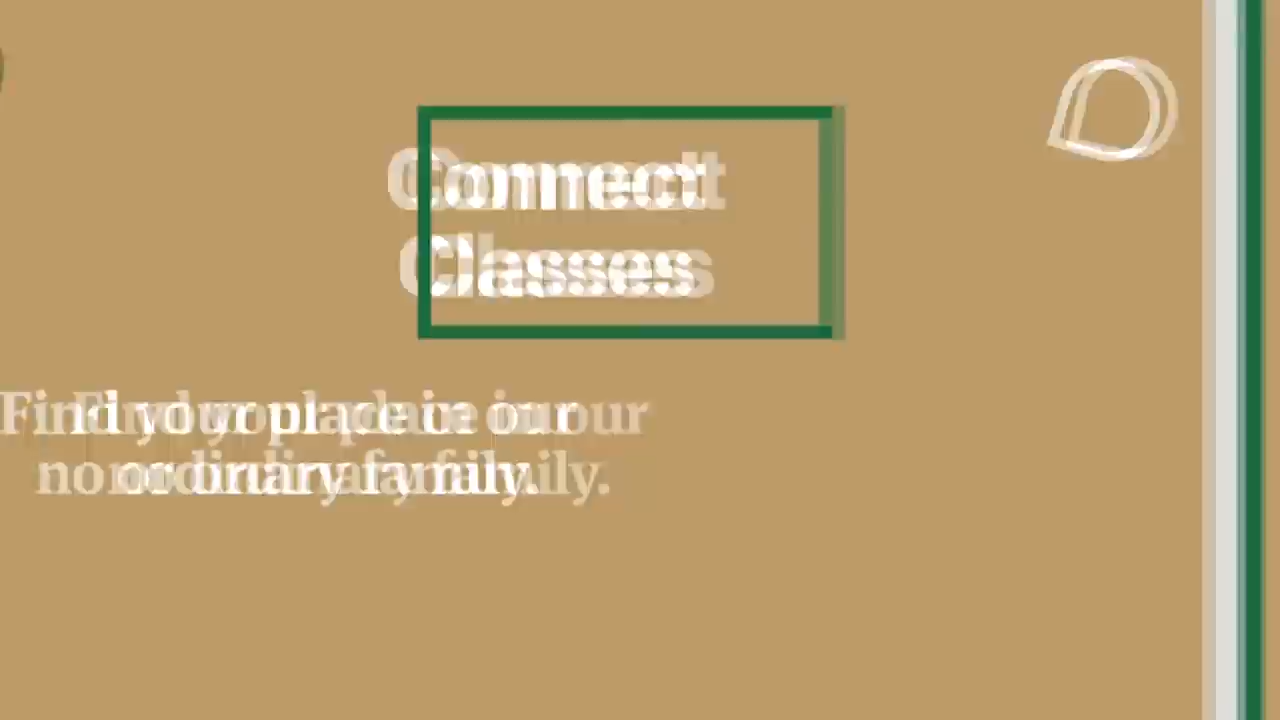 Connect
Classes
Find your place in our
no ordinary family.